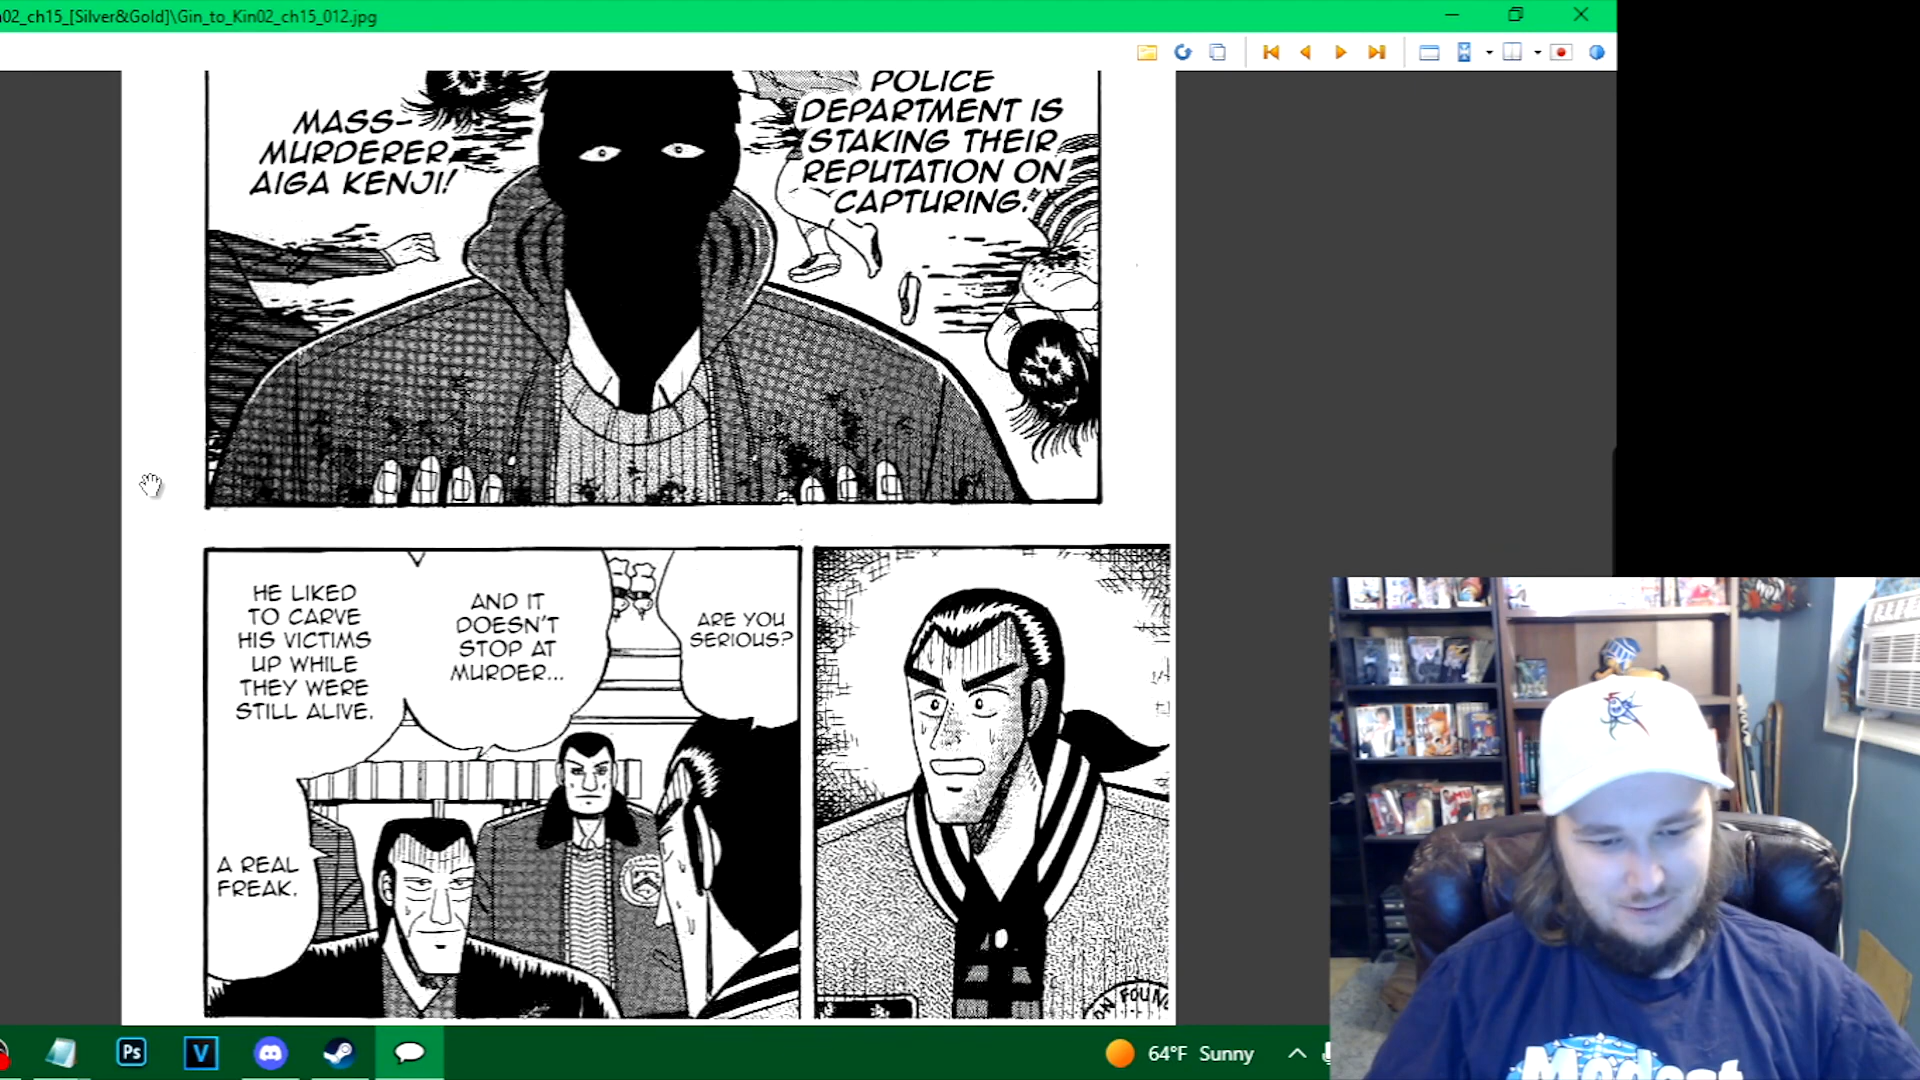 02_ch15_[Silver&Gold]\Gin_to_Kin02_ch15_012.jpg
POLICE
DEPARTMENT IS
STAKING THEIR
REPUTATION ON
CAPTURING.
MASS-
MURDERER,
AIGA KENJI!
ARE YOU
SERIOUS?
AND IT
DOESN'T
STOP AT
MURDER...
HE LIKED
TO CARVE
HIS VICTIMS
UP WHILE
THEY WERE
STILL ALIVE.
A REAL
FREAK.
Ps
V
64°F Sunny